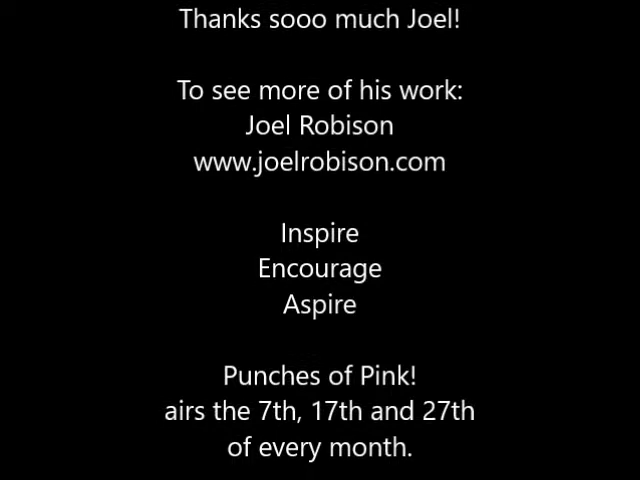 Thanks sooo much Joel!
To see more of his work:
Joel Robison
www.joelrobison.com
Inspire
Encourage
Aspire
Punches of Pink!
airs the 7th, 17th and 27th
of every month.